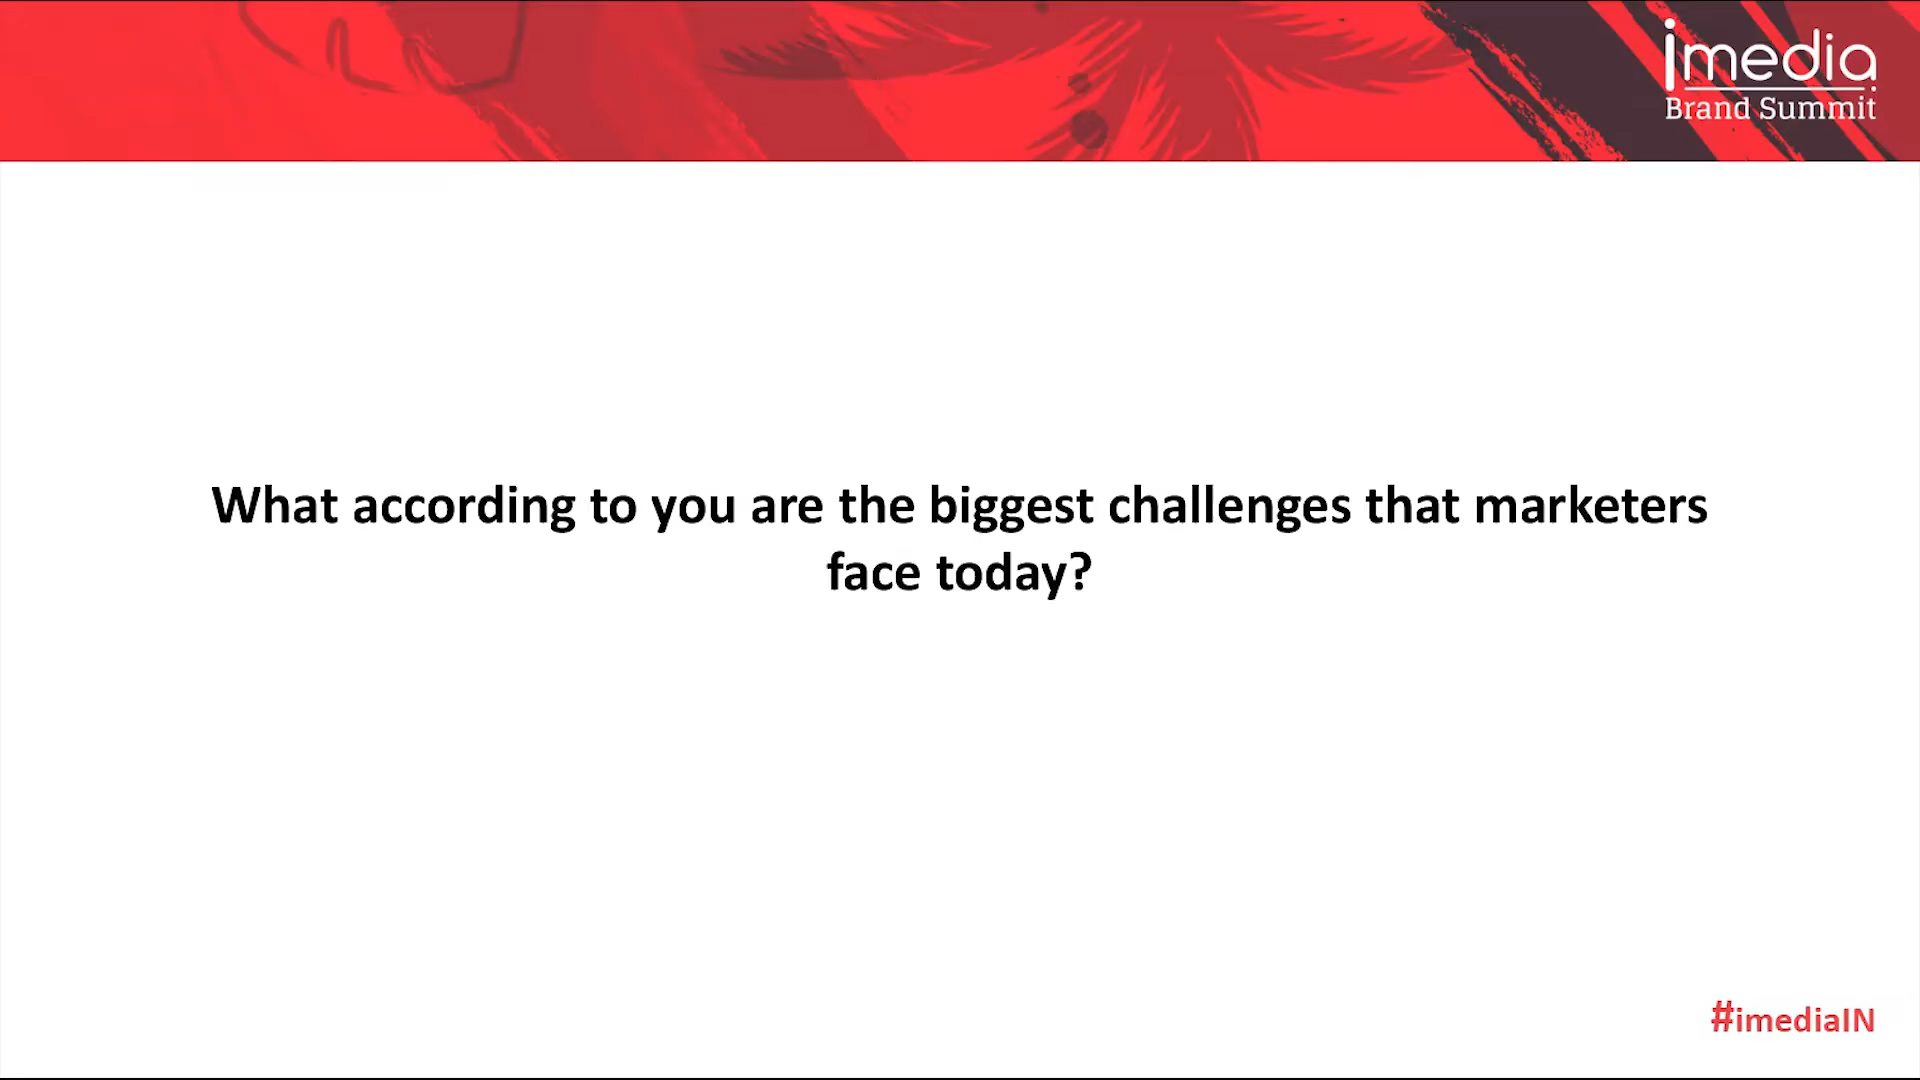 imedia
Brand Summit
What according to you are the biggest challenges that marketers
face today?
#imediaIN